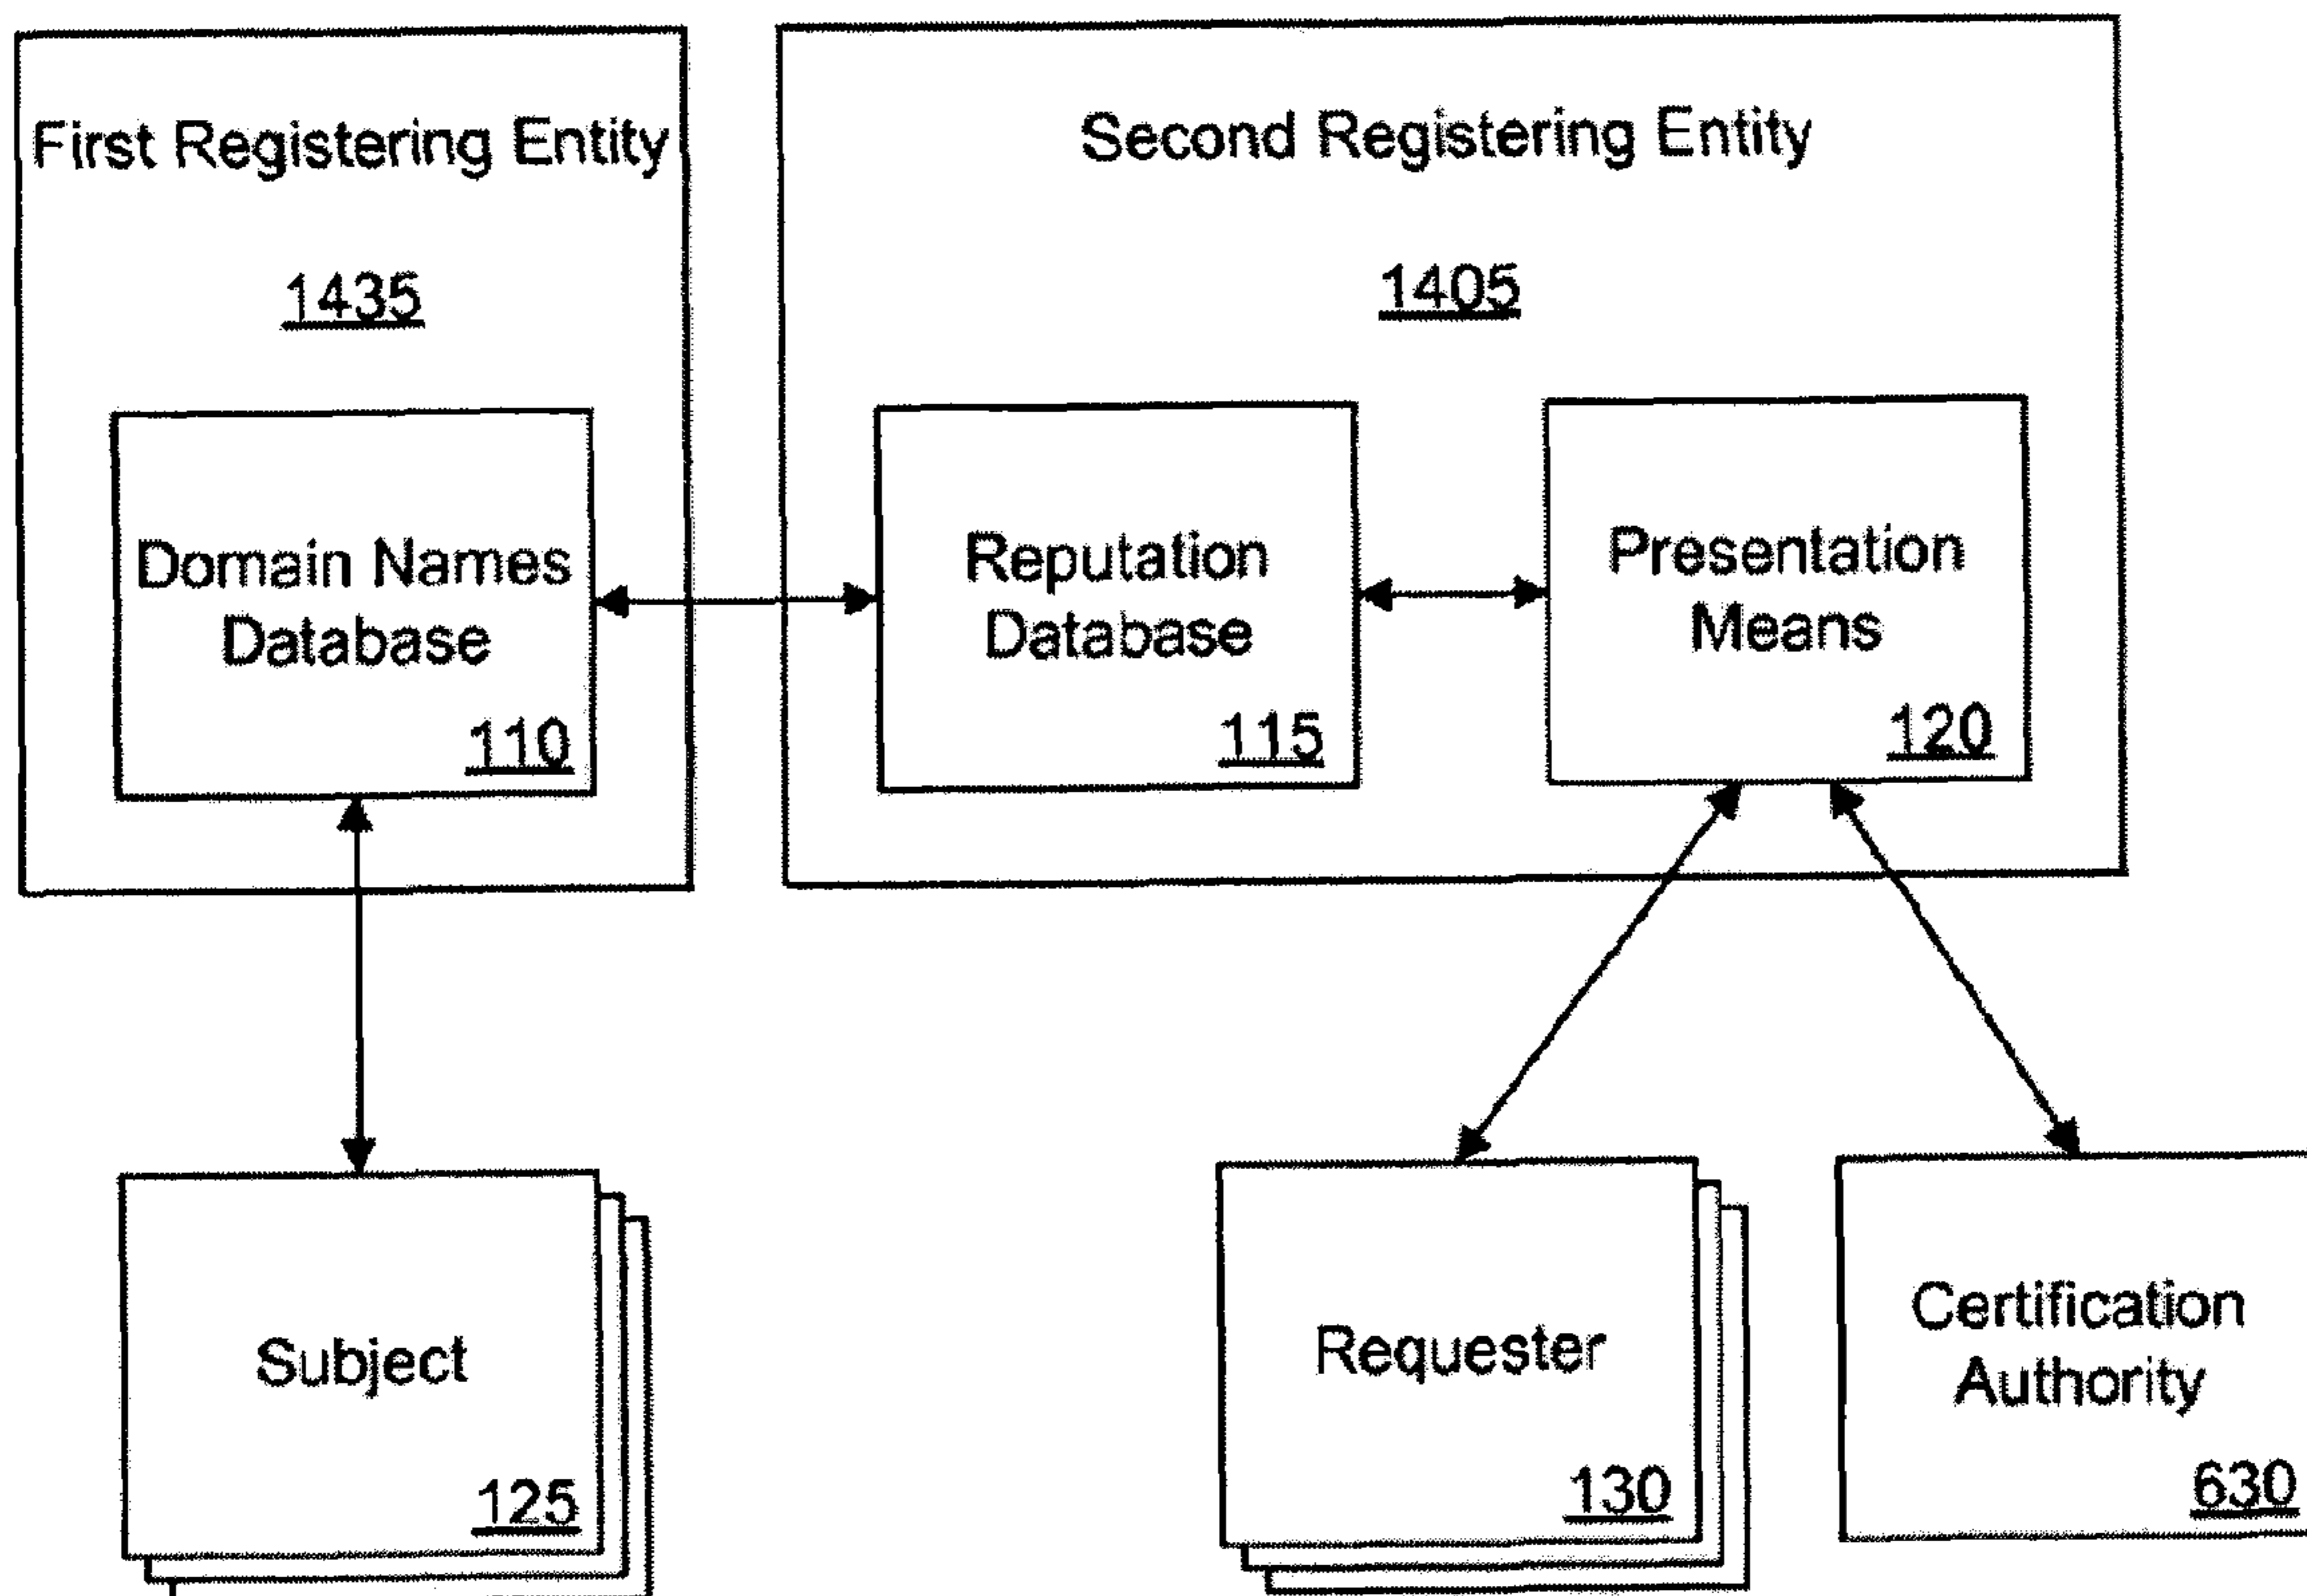 First Registering Entity
1435
Second Registering Entity
1405
Domain Names
Database
110
Reputation
Database
115
Presentation
Means
120
Subject
125
Requester
130
Certification
Authority
630